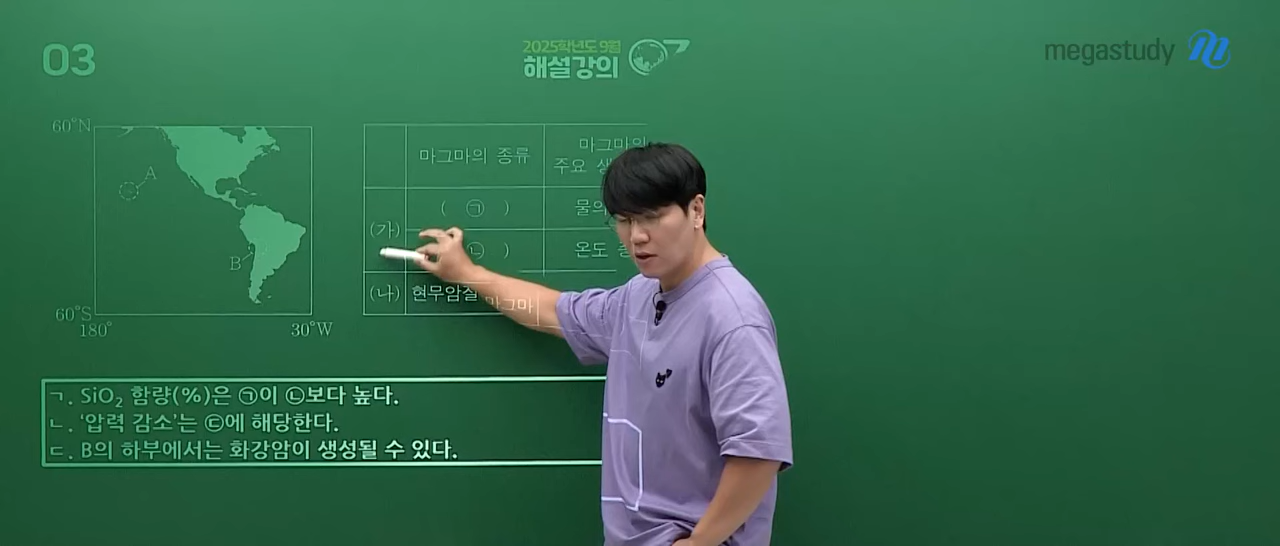 03
2025학년도 9월
해설강의
megastudy
60°N
A
B
60°S
180°
30°W
마그마의 종류
마그마의
주요
(가)
( ㉠ )
물의
㉡ )
온도
(나)
현무암질 마그마
ㄱ. SiO₂ 함량(%)은 ㉠이 ㉡보다 높다.
ㄴ. ‘압력 감소’는 ㉢에 해당한다.
ㄷ. B의 하부에서는 화강암이 생성될 수 있다.